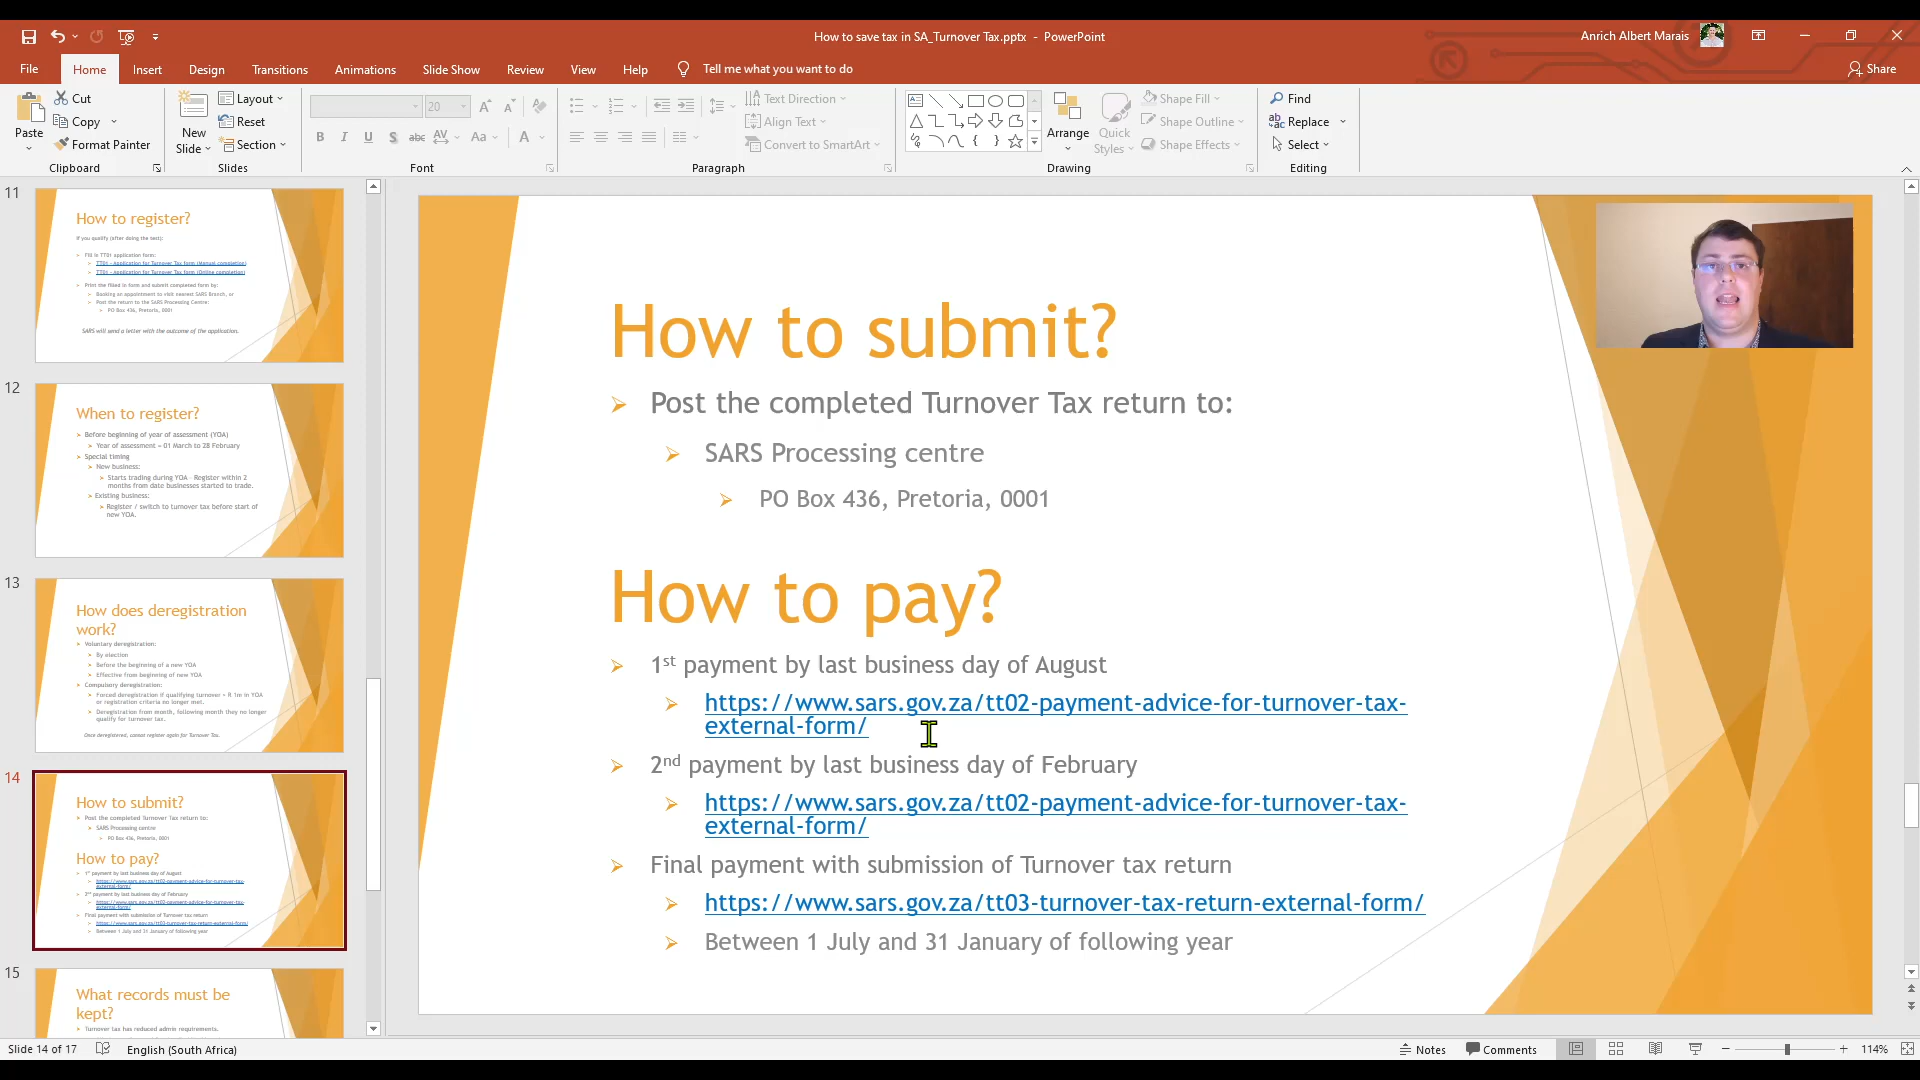 How to save tax in SA_Turnover Tax.pptx - PowerPoint
Anrich Albert Marais
File
Home
Insert
Design
Transitions
Animations
Slide Show
Review
View
Help
Tell me what you want to do
Share
Paste
Cut
Copy
Format Painter
Clipboard
New Slide
Layout
Reset
Section
Slides
20
Font
Text Direction
Align Text
Convert to SmartArt
Paragraph
Arrange
Quick Styles
Shape Fill
Shape Outline
Shape Effects
Drawing
Find
Replace
Select
Editing
11
How to register?
If you qualify (after doing the test):
Fill in TT01 application form:
TT01 - Application for Turnover Tax form (Manual completion)
TT01 - Application for Turnover Tax form (Online completion)
Print the filled in form and submit completed form by:
Booking an appointment to visit nearest SARS Branch, or
Post the return to the SARS Processing Centre:
PO Box 436, Pretoria, 0001
SARS will send a letter with the outcome of the application.
12
When to register?
Before beginning of year of assessment (YOA)
Year of assessment = 01 March to 28 February
Special timing
New business:
Starts trading during YOA - Register within 2
months from date businesses started to trade.
Existing business:
Register / switch to turnover tax before start of
new YOA.
13
How does deregistration
work?
Voluntary deregistration:
By election
Before the beginning of a new YOA
Effective from beginning of new YOA
Compulsory deregistration:
Forced deregistration if qualifying turnover > R 1m in YOA
or registration criteria no longer met.
Deregistration from month, following month they no longer
qualify for turnover tax.
Once deregistered, cannot register again for Turnover Tax.
14
How to submit?
Post the completed Turnover Tax return to:
SARS Processing centre
PO Box 436, Pretoria, 0001
How to pay?
1st payment by last business day of August
https://www.sars.gov.za/tt02-payment-advice-for-turnover-tax-
external-form/
2nd payment by last business day of February
https://www.sars.gov.za/tt02-payment-advice-for-turnover-tax-
external-form/
Final payment with submission of Turnover tax return
https://www.sars.gov.za/tt03-turnover-tax-return-external-form/
Between 1 July and 31 January of following year
15
What records must be
kept?
Turnover tax has reduced admin requirements.
How to submit?
Post the completed Turnover Tax return to:
SARS Processing centre
PO Box 436, Pretoria, 0001
How to pay?
1st payment by last business day of August
https://www.sars.gov.za/tt02-payment-advice-for-turnover-tax-
external-form/
2nd payment by last business day of February
https://www.sars.gov.za/tt02-payment-advice-for-turnover-tax-
external-form/
Final payment with submission of Turnover tax return
https://www.sars.gov.za/tt03-turnover-tax-return-external-form/
Between 1 July and 31 January of following year
Slide 14 of 17
English (South Africa)
Notes
Comments
114%